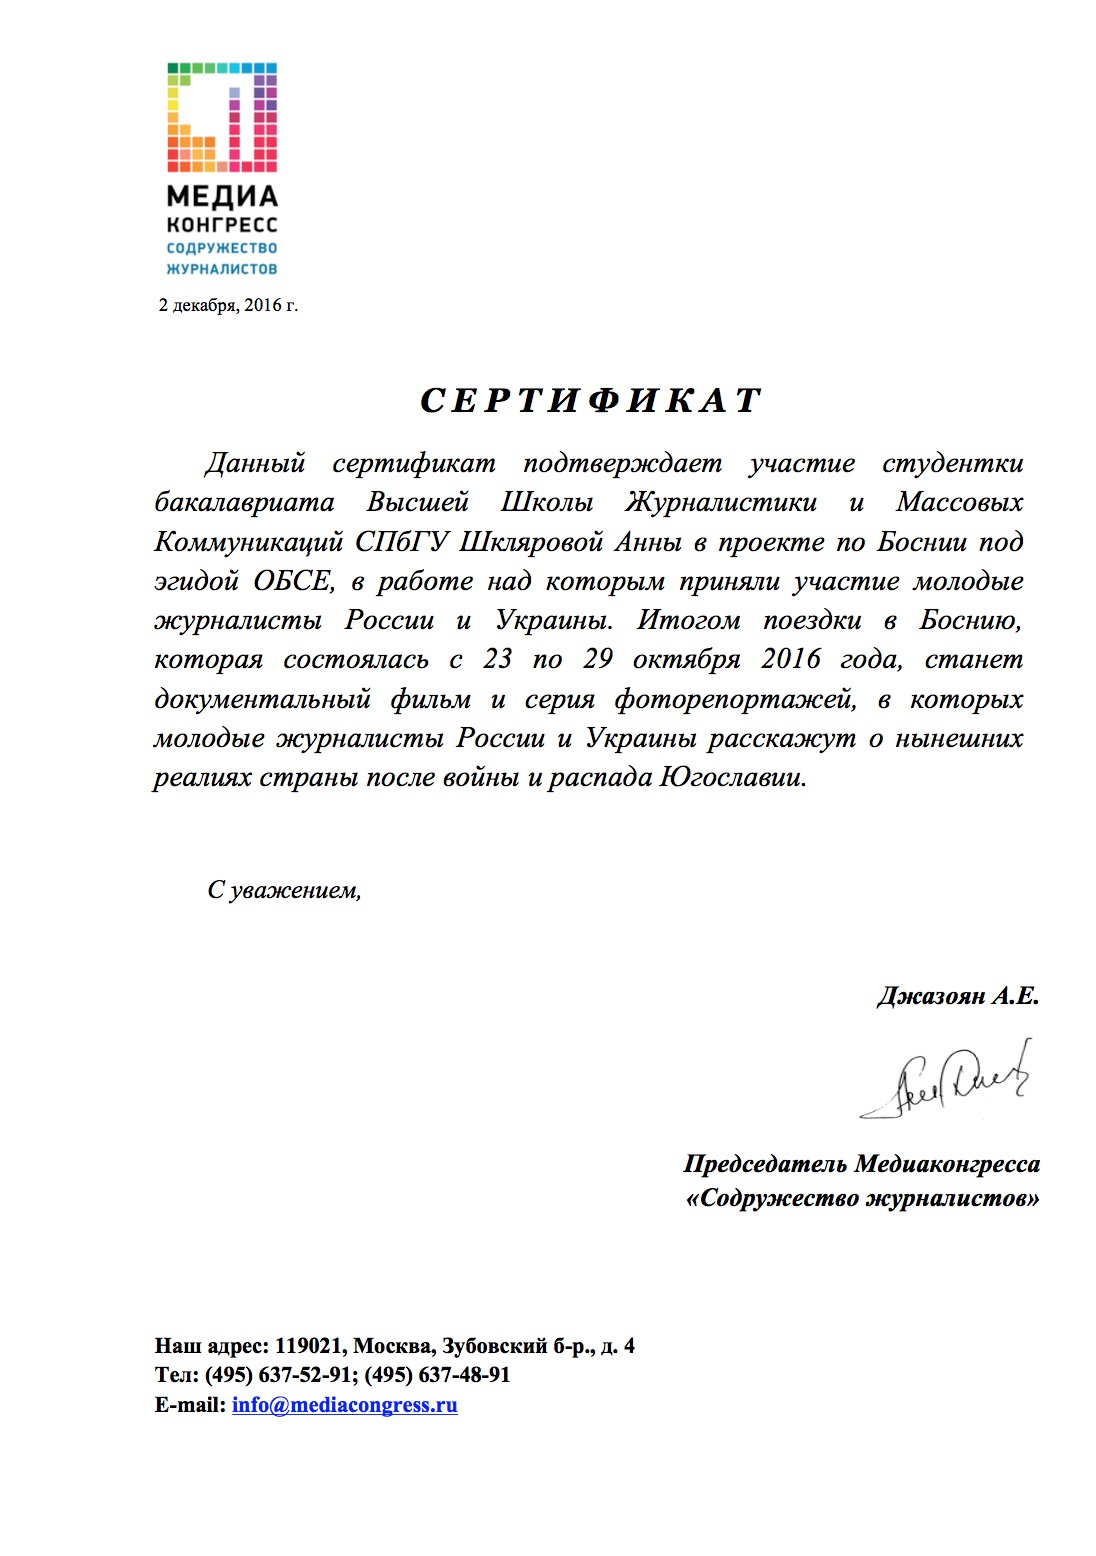 МЕДИА
КОНГРЕСС
СОДРУЖЕСТВО
ЖУРНАЛИСТОВ
2 декабря, 2016 г.
СЕРТИФИКАТ
Данный сертификат подтверждает участие студентки
бакалавриата Высшей Школы Журналистики и Массовых
Коммуникаций СПбГУ Шкляровой Анны в проекте по Боснии под
эгидой ОБСЕ, в работе над которым приняли участие молодые
журналисты России и Украины. Итогом поездки в Боснию,
которая состоялась с 23 по 29 октября 2016 года, станет
документальный фильм и серия фоторепортажей, в которых
молодые журналисты России и Украины расскажут о нынешних
реалиях страны после войны и распада Югославии.
С уважением,
Джазоян А.Е.
Председатель Медиаконгресса
«Содружество журналистов»
Наш адрес: 119021, Москва, Зубовский б-р., д. 4
Тел: (495) 637-52-91; (495) 637-48-91
E-mail: info@mediacongress.ru